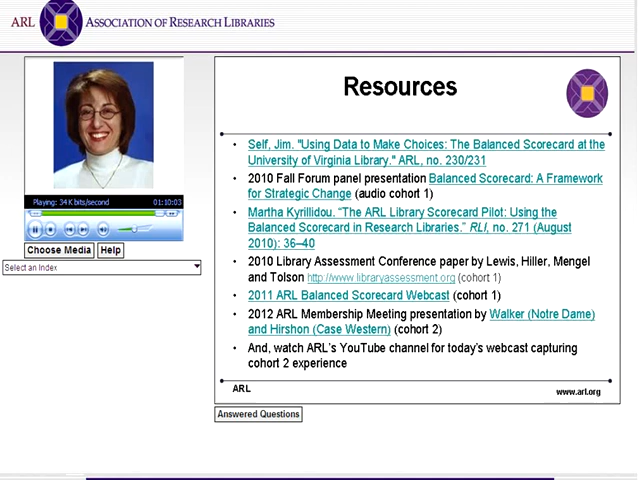 ARL ASSOCIATION OF RESEARCH LIBRARIES
Playing: 34 K bits/second 01:10:03
Choose Media Help
Select an Index
Resources
• Self, Jim. "Using Data to Make Choices: The Balanced Scorecard at the
University of Virginia Library." ARL, no. 230/231
• 2010 Fall Forum panel presentation Balanced Scorecard: A Framework
for Strategic Change (audio cohort 1)
• Martha Kyrillidou. “The ARL Library Scorecard Pilot: Using the
Balanced Scorecard in Research Libraries.” RLI, no. 271 (August
2010): 36–40
• 2010 Library Assessment Conference paper by Lewis, Hiller, Mengel
and Tolson http://www.libraryassessment.org (cohort 1)
• 2011 ARL Balanced Scorecard Webcast (cohort 1)
• 2012 ARL Membership Meeting presentation by Walker (Notre Dame)
and Hirshon (Case Western) (cohort 2)
• And, watch ARL’s YouTube channel for today’s webcast capturing
cohort 2 experience
ARL www.arl.org
Answered Questions